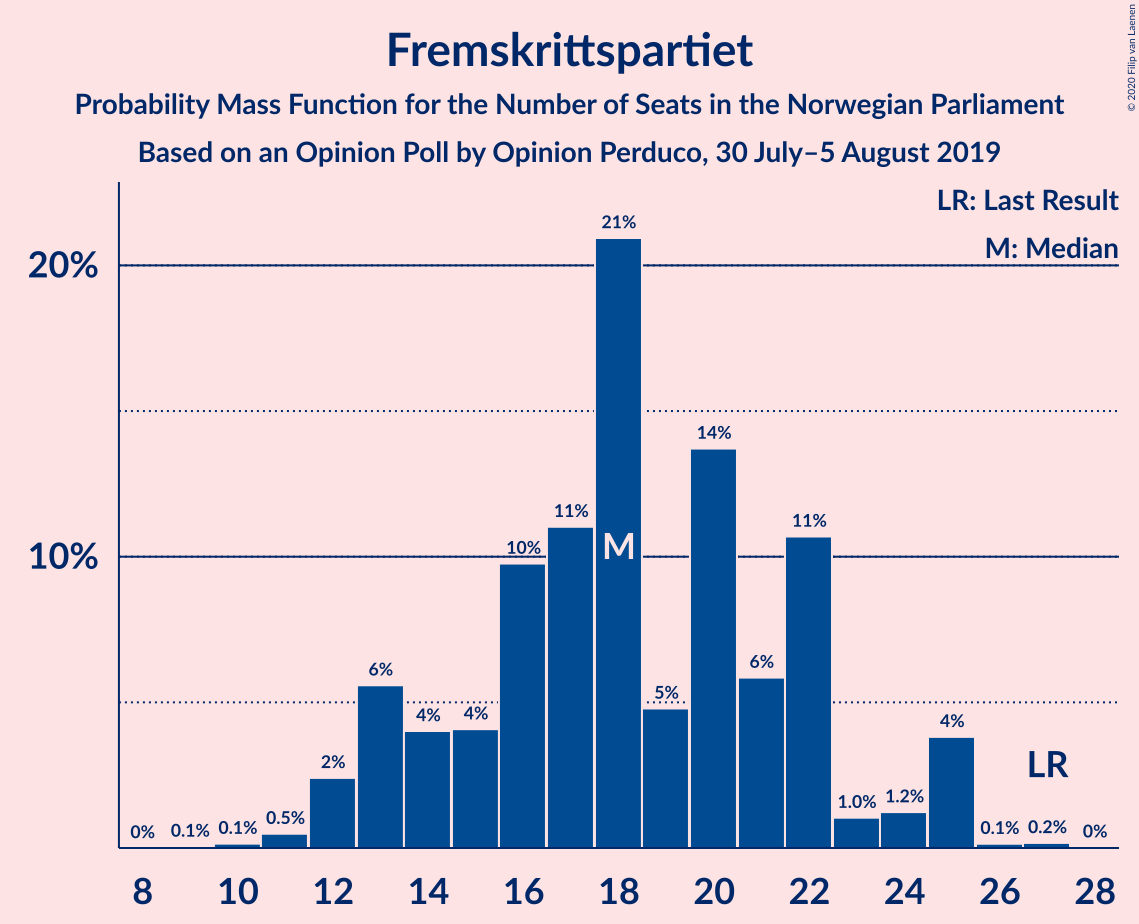 Fremskrittspartiet
Probability Mass Function for the Number of Seats in the Norwegian Parliament
Based on an Opinion Poll by Opinion Perduco, 30 July–5 August 2019
© 2020 Filip van Laenen
LR: Last Result
M: Median
20%
10%
0%
0.1%
0.1%
0.5%
2%
6%
4%
4%
10%
11%
21%
M
5%
14%
6%
11%
1.0%
1.2%
4%
0.1%
0.2%
LR
0%
8 10 12 14 16 18 20 22 24 26 28